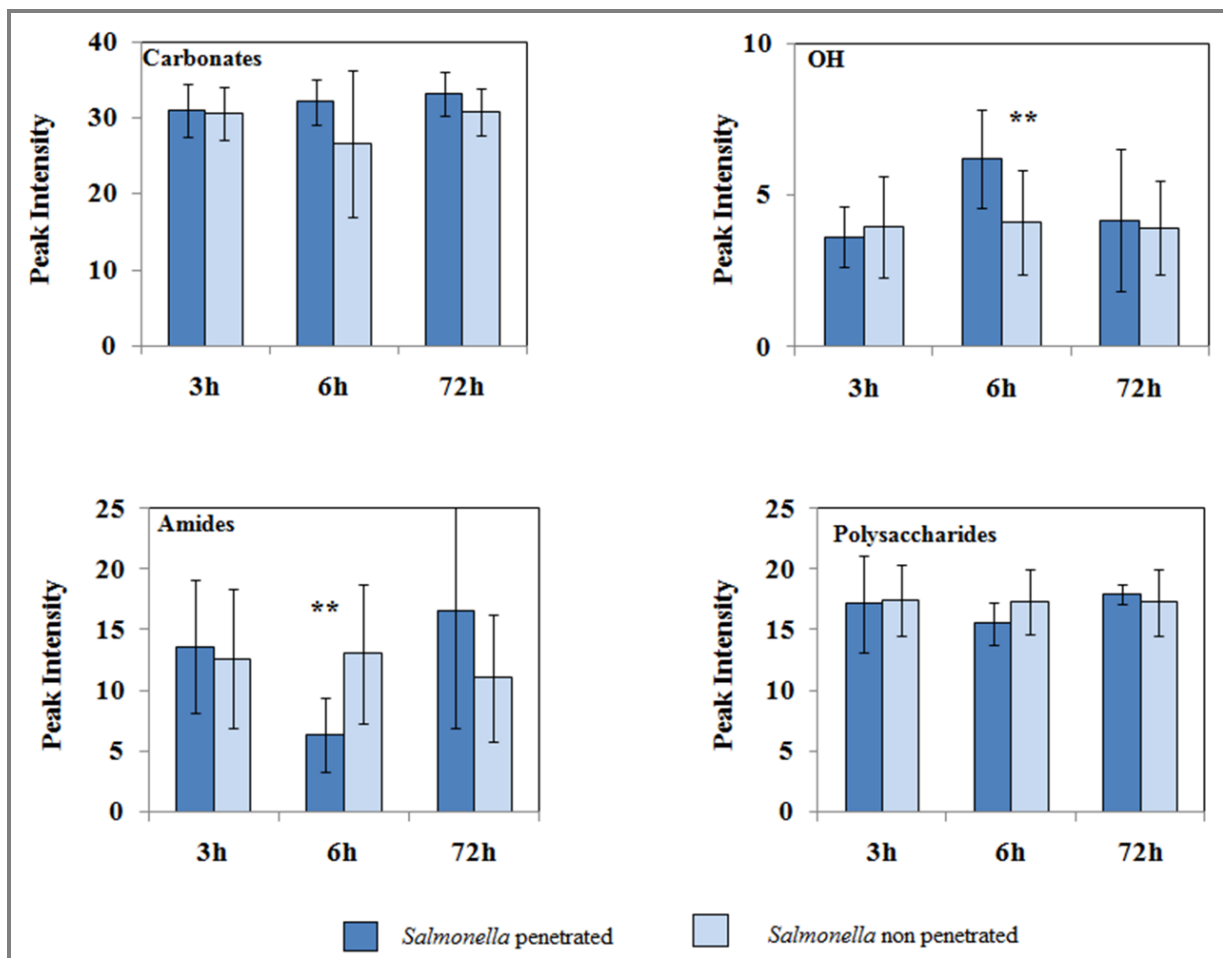 Carbonates
Peak Intensity
40
30
20
10
0
3h 6h 72h
OH
Peak Intensity
10
5
0
**
3h 6h 72h
Amides
Peak Intensity
25
20
15
10
5
0
**
3h 6h 72h
Polysaccharides
Peak Intensity
25
20
15
10
5
0
3h 6h 72h
Salmonella penetrated
Salmonella non penetrated